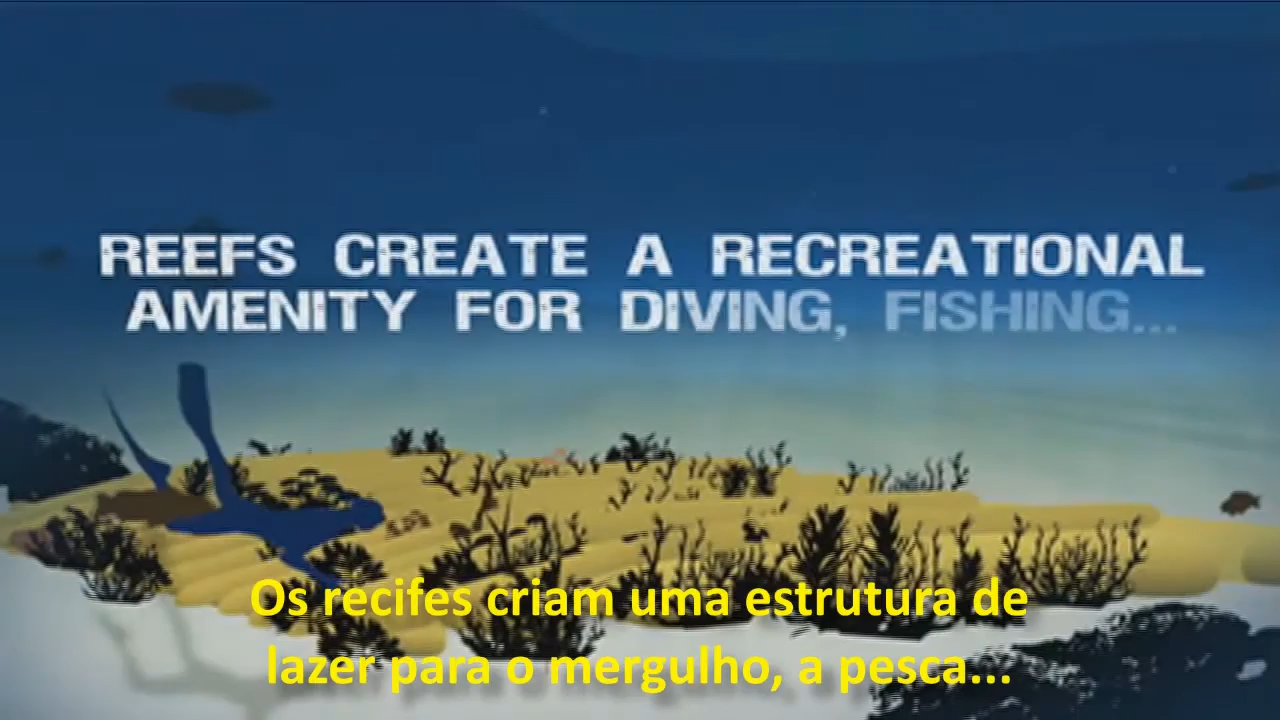 REEFS CREATE A RECREATIONAL
AMENITY FOR DIVING, FISHING...
Os recifes criam uma estrutura de
lazer para o mergulho, a pesca...